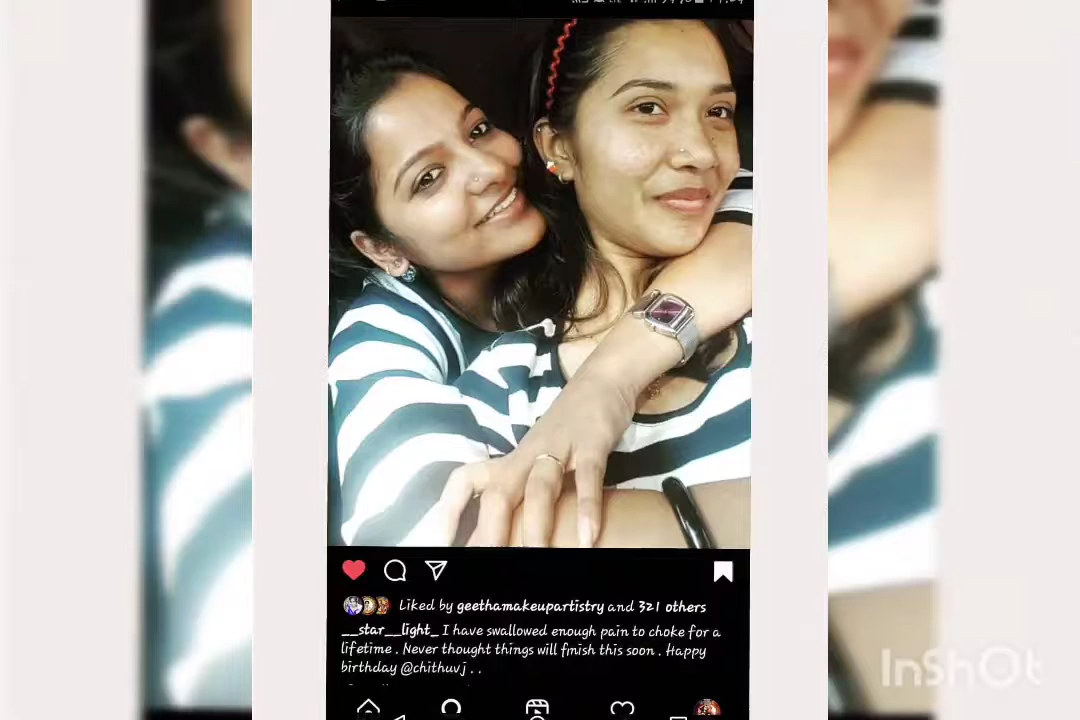 Liked by geethamakeupartistry and 321 others
__star__light_ I have swallowed enough pain to choke for a
lifetime . Never thought things will finish this soon . Happy
birthday @chithuvj . .
InShOt